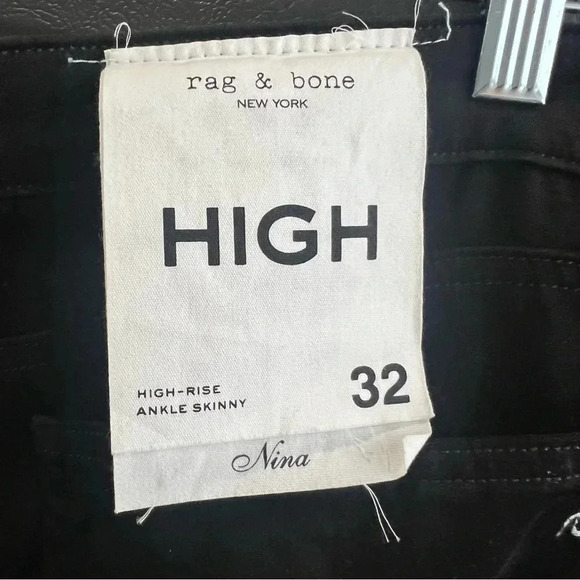 rag & bone
NEW YORK
HIGH
HIGH-RISE
ANKLE SKINNY
32
Nina